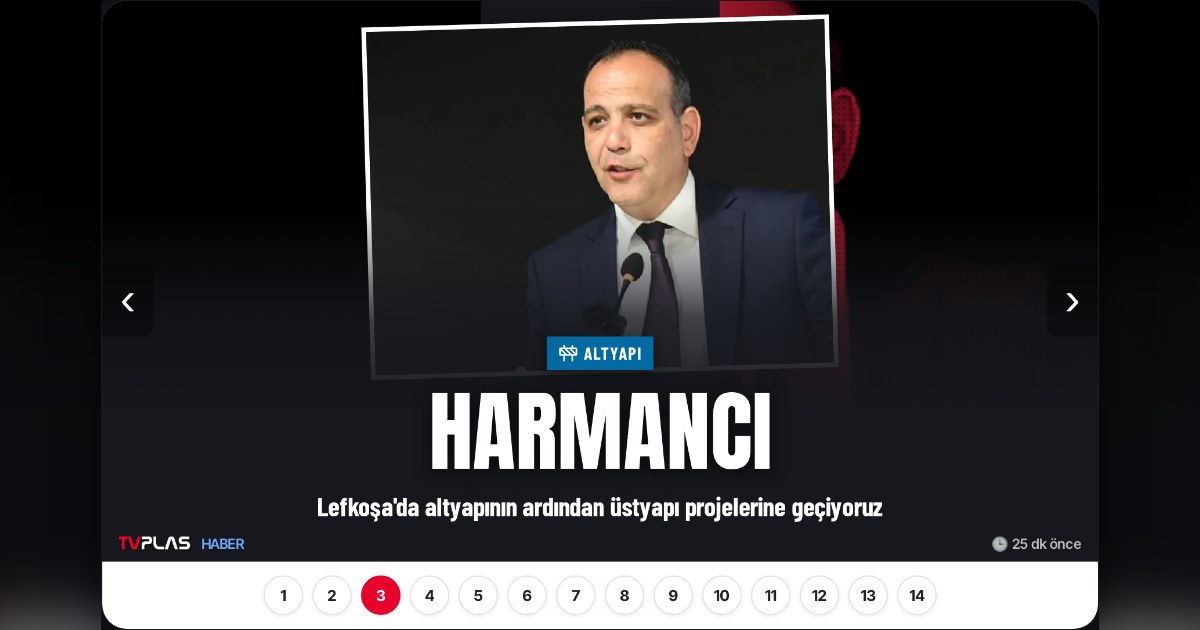 ALTYAPI
HARMANCI
Lefkoşa'da altyapının ardından üstyapı projelerine geçiyoruz
TVPLAS HABER
25 dk önce
1 2 3 4 5 6 7 8 9 10 11 12 13 14